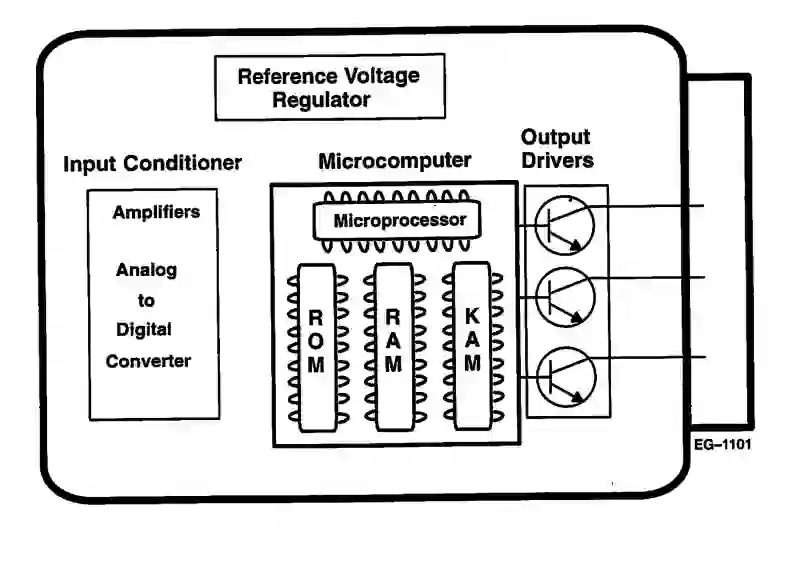 Reference Voltage
Regulator
Input Conditioner
Amplifiers
Analog
to
Digital
Converter
Microcomputer
Microprocessor
ROM
RAM
KAM
Output
Drivers
EG–1101